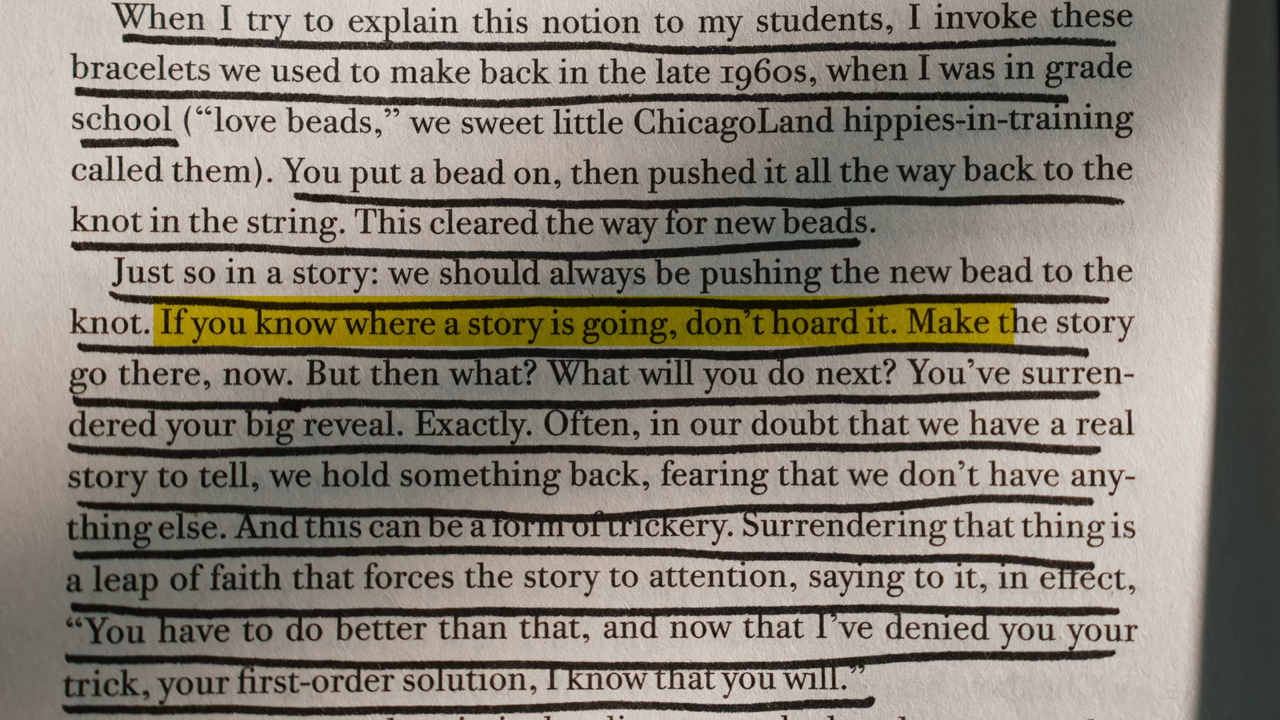 When I try to explain this notion to my students, I invoke these
bracelets we used to make back in the late 1960s, when I was in grade
school (“love beads,” we sweet little ChicagoLand hippies-in-training
called them). You put a bead on, then pushed it all the way back to the
knot in the string. This cleared the way for new beads.
Just so in a story: we should always be pushing the new bead to the
knot. If you know where a story is going, don’t hoard it. Make the story
go there, now. But then what? What will you do next? You’ve surren-
dered your big reveal. Exactly. Often, in our doubt that we have a real
story to tell, we hold something back, fearing that we don’t have any-
thing else. And this can be a form of trickery. Surrendering that thing is
a leap of faith that forces the story to attention, saying to it, in effect,
“You have to do better than that, and now that I’ve denied you your
trick, your first-order solution, I know that you will.”